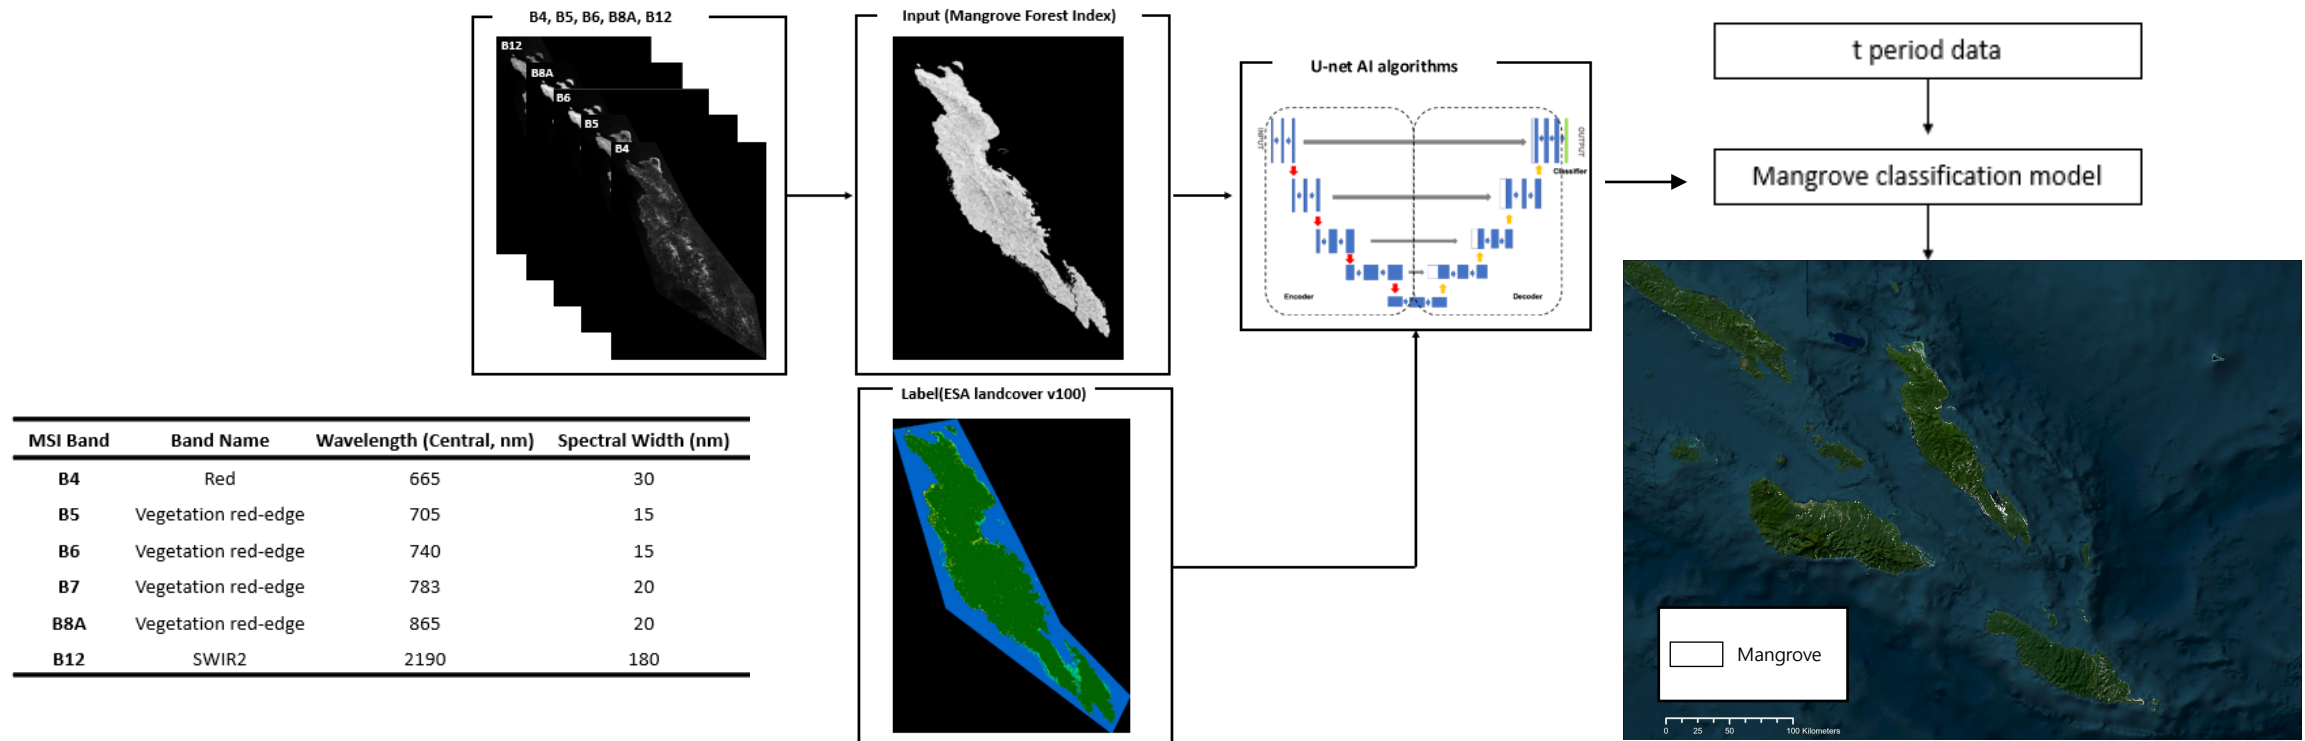 B4, B5, B6, B8A, B12
B12
B8A
B6
B5
B4
Input (Mangrove Forest Index)
U-net AI algorithms
INPUT
OUTPUT
Classifier
Encoder
Decoder
t period data
Mangrove classification model
Label(ESA landcover v100)
MSI Band Band Name Wavelength (Central, nm) Spectral Width (nm)
B4 Red 665 30
B5 Vegetation red-edge 705 15
B6 Vegetation red-edge 740 15
B7 Vegetation red-edge 783 20
B8A Vegetation red-edge 865 20
B12 SWIR2 2190 180
Mangrove
0 25 50 100 Kilometers